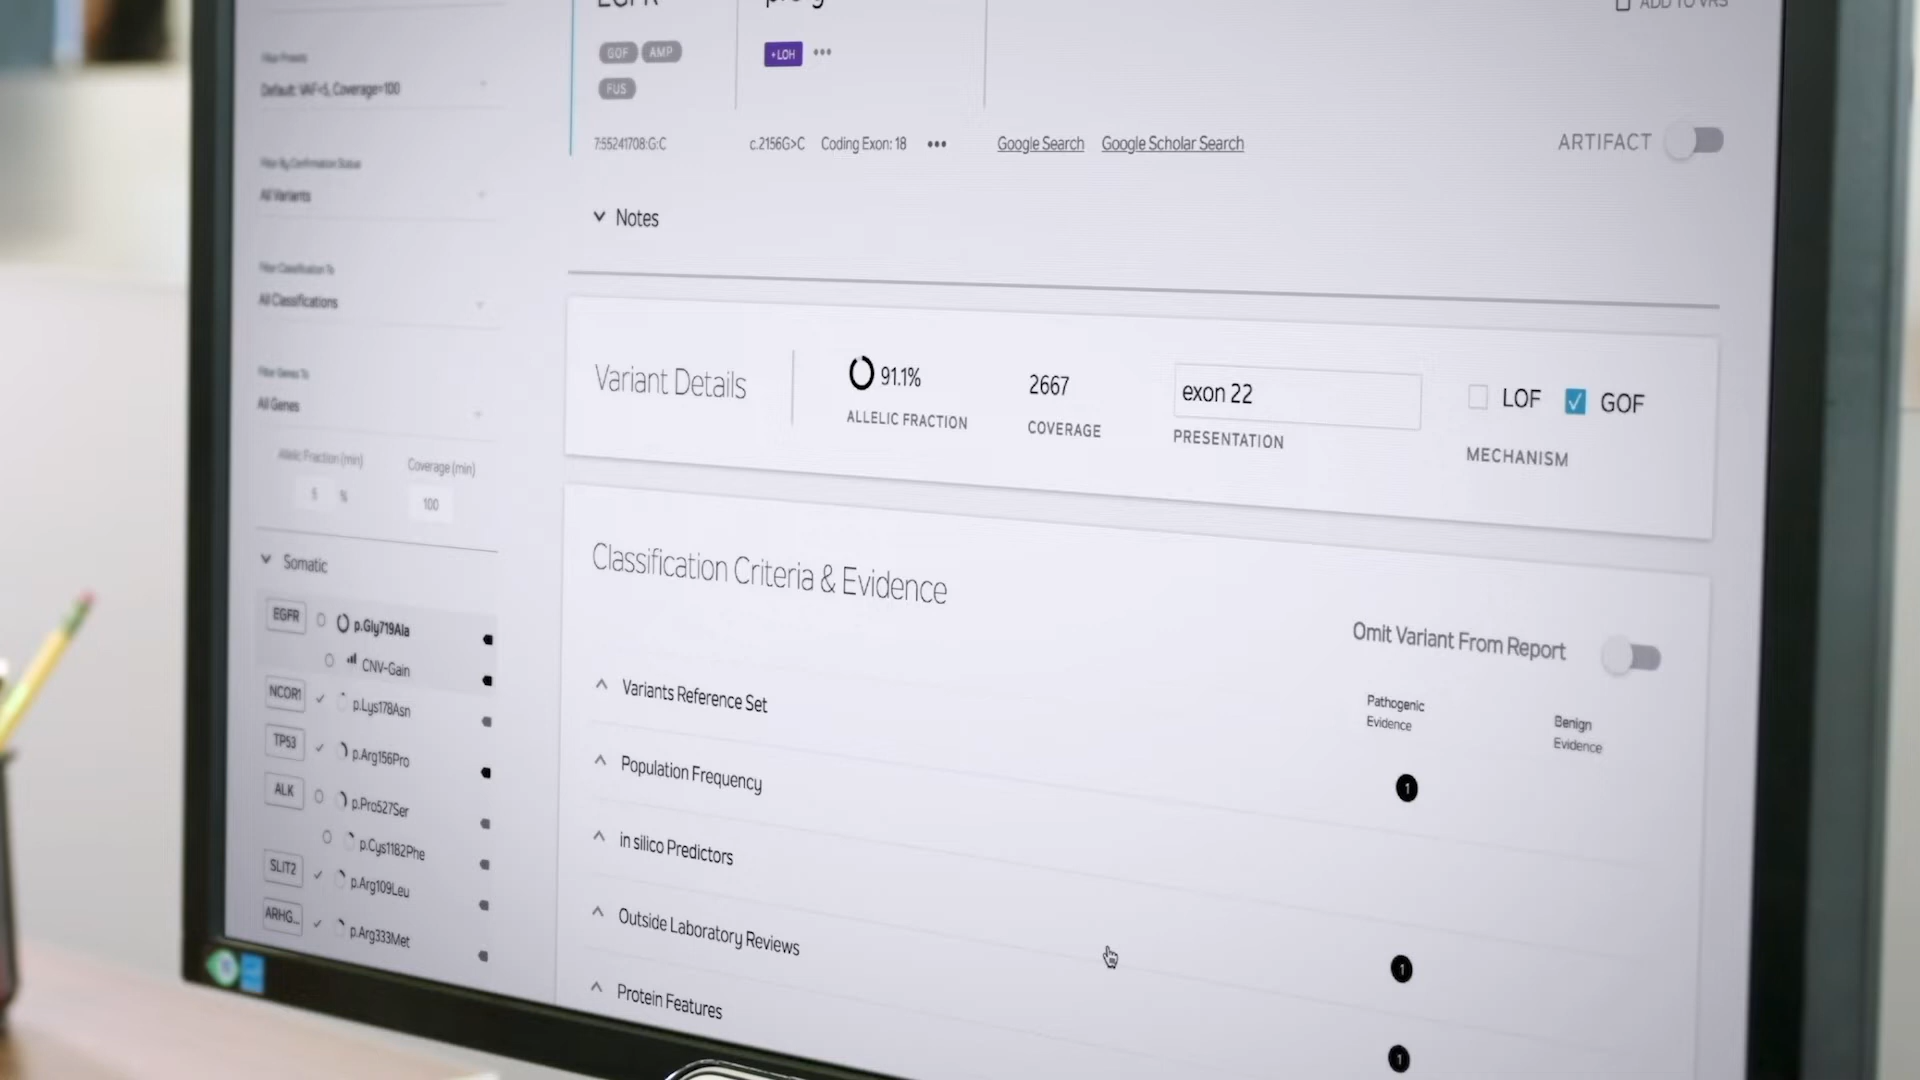 EGFR
ADD TO VRS
GOF AMP
+LOH
FUS
7:55241708:G:C
c.2156G>C
Coding Exon: 18
Google Search
Google Scholar Search
ARTIFACT
Notes
Filter Presets
Default: VAF=5, Coverage=100
Filter By Confirmation Status
All Variants
Filter Classification To
All Classifications
Filter Genes To
All Genes
Allelic Fraction (min)
Coverage (min)
5 %
100
Variant Details
91.1%
ALLELIC FRACTION
2667
COVERAGE
exon 22
PRESENTATION
LOF
GOF
MECHANISM
Somatic
EGFR p.Gly719Ala
CNV-Gain
NCOR1 p.Lys178Asn
TP53 p.Arg156Pro
ALK p.Pro527Ser
p.Cys1182Phe
SLIT2 p.Arg109Leu
ARHG... p.Arg333Met
Classification Criteria & Evidence
Omit Variant From Report
Pathogenic
Evidence
Benign
Evidence
Variants Reference Set
1
Population Frequency
in silico Predictors
1
Outside Laboratory Reviews
1
Protein Features